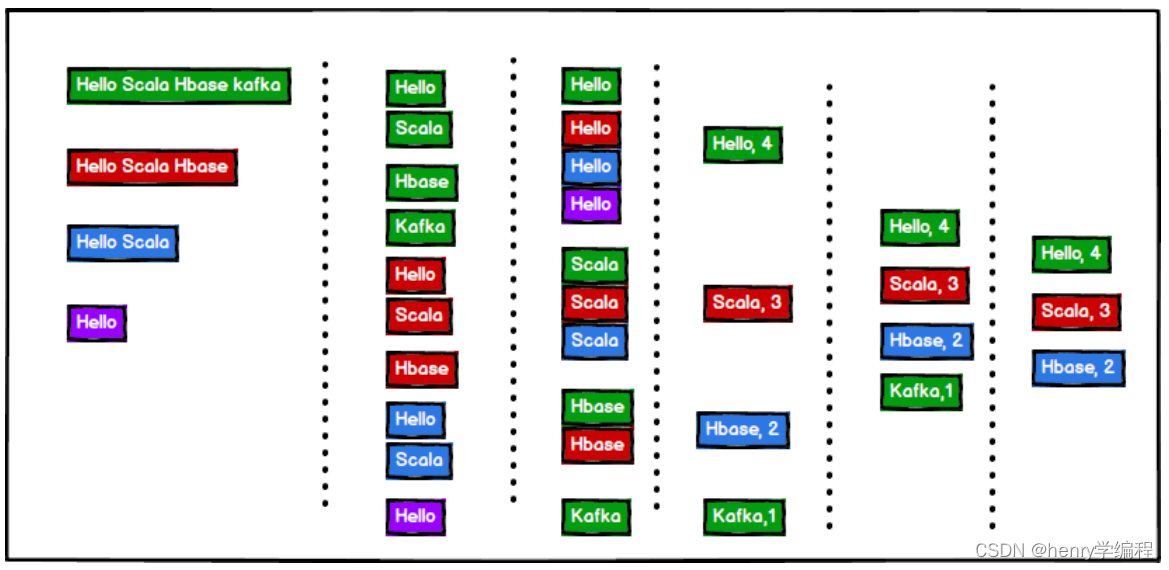 Hello Scala Hbase kafka
Hello Scala Hbase
Hello Scala
Hello
Hello
Scala
Hbase
Kafka
Hello
Scala
Hbase
Hello
Scala
Hello
Hello
Hello
Hello
Hello
Scala
Scala
Scala
Hbase
Hbase
Kafka
Hello, 4
Scala, 3
Hbase, 2
Kafka,1
Hello, 4
Scala, 3
Hbase, 2
Kafka,1
Hello, 4
Scala, 3
Hbase, 2
CSDN @henry学编程